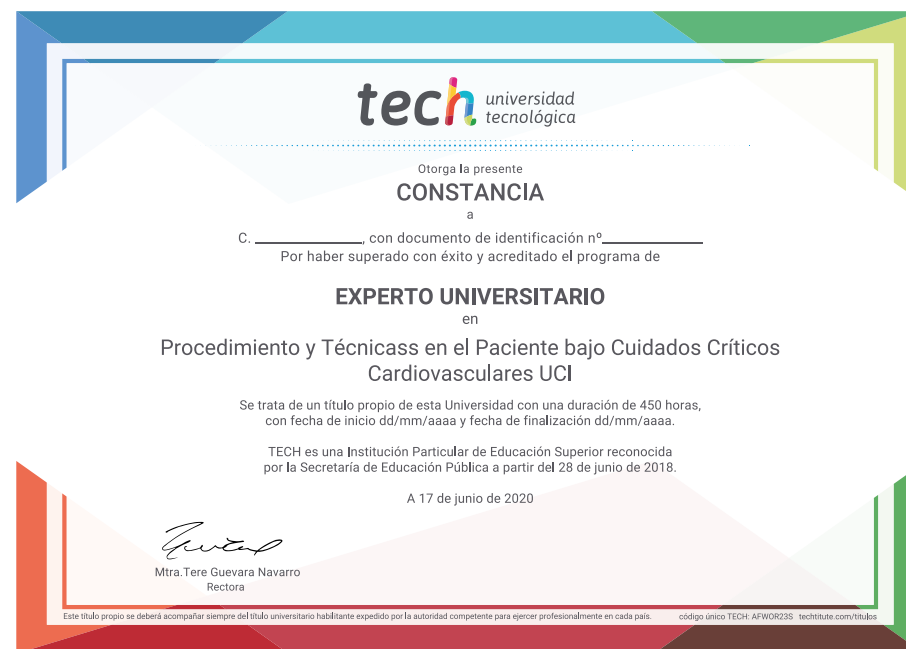 tech universidad
tecnológica
Otorga la presente
CONSTANCIA
a
C. ____________, con documento de identificación nº____________
Por haber superado con éxito y acreditado el programa de
EXPERTO UNIVERSITARIO
en
Procedimiento y Técnicass en el Paciente bajo Cuidados Críticos
Cardiovasculares UCI
Se trata de un título propio de esta Universidad con una duración de 450 horas,
con fecha de inicio dd/mm/aaaa y fecha de finalización dd/mm/aaaa.
TECH es una Institución Particular de Educación Superior reconocida
por la Secretaría de Educación Pública a partir del 28 de junio de 2018.
A 17 de junio de 2020
Mtra.Tere Guevara Navarro
Rectora
Este título propio se deberá acompañar siempre del título universitario habilitante expedido por la autoridad competente para ejercer profesionalmente en cada país. código único TECH: AFWOR23S techtitute.com/titulos